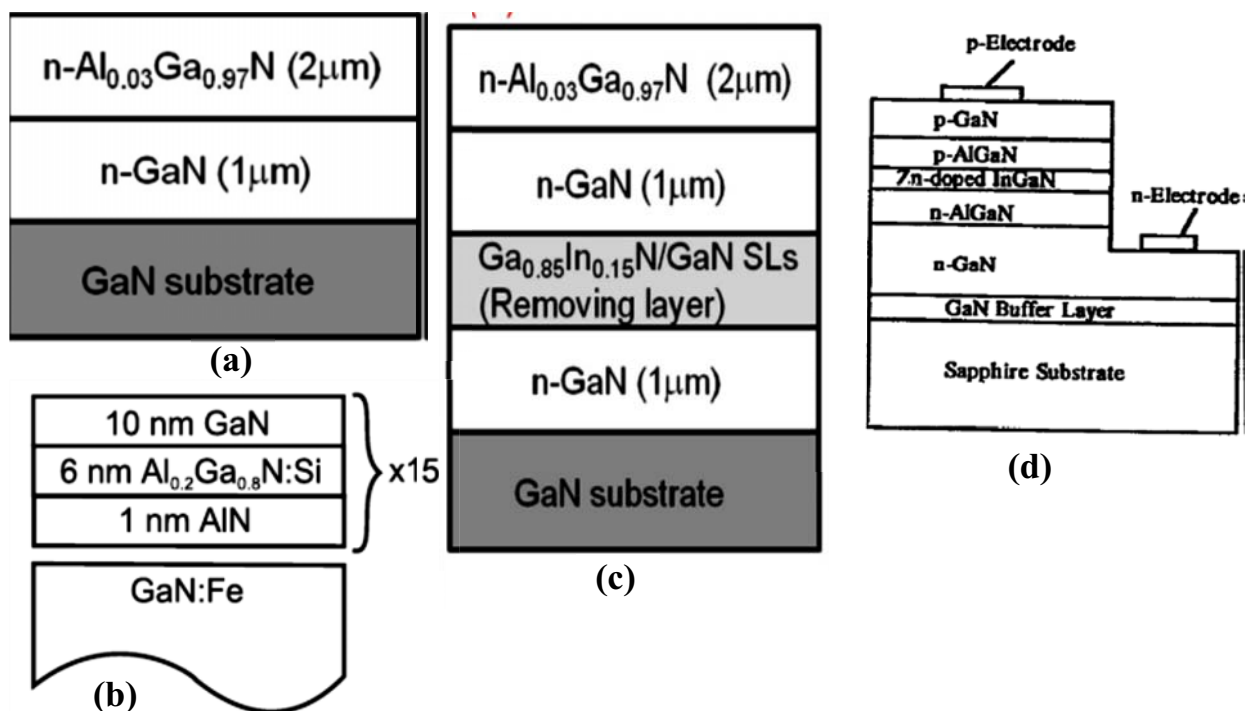 n-Al₀.₀₃Ga₀.₉₇N (2μm)
n-GaN (1μm)
GaN substrate
(a)
10 nm GaN
6 nm Al₀.₂Ga₀.₈N:Si
1 nm AlN
x15
GaN:Fe
(b)
n-Al₀.₀₃Ga₀.₉₇N (2μm)
n-GaN (1μm)
Ga₀.₈₅In₀.₁₅N/GaN SLs
(Removing layer)
n-GaN (1μm)
GaN substrate
(c)
p-Electrode
p-GaN
p-AlGaN
Zn-doped InGaN
n-AlGaN
n-Electrode
n-GaN
GaN Buffer Layer
Sapphire Substrate
(d)